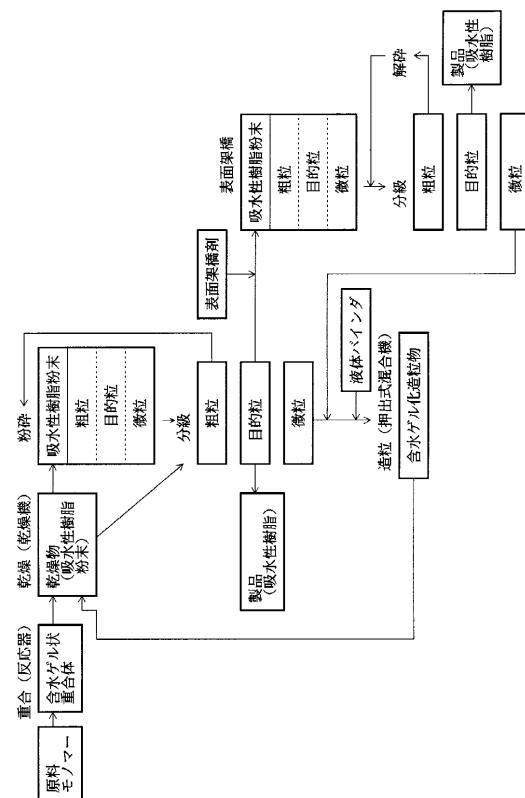 原料
モノマー
重合（反応器）
含水ゲル状
重合体
乾燥（乾燥機）
乾燥物
（吸水性樹脂
粉末）
粉砕
吸水性樹脂粉末
粗粒
目的粒
微粒
分級
粗粒
目的粒
微粒
製品
（吸水性樹脂）
液体バインダ
造粒（押出式混合機）
含水ゲル化造粒物
表面架橋剤
表面架橋
吸水性樹脂粉末
粗粒
目的粒
微粒
分級
解砕
粗粒
目的粒
微粒
製品
（吸水性
樹脂）